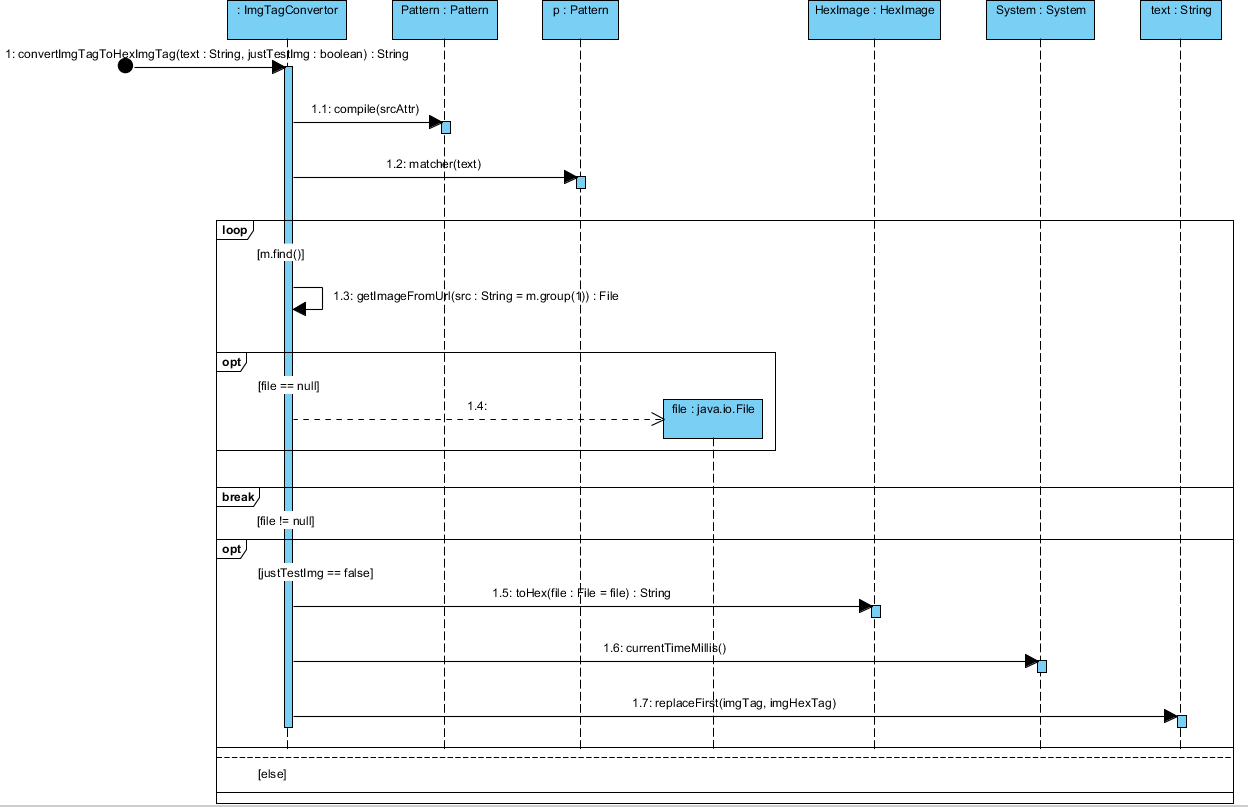 : ImgTagConvertor
Pattern : Pattern
p : Pattern
HexImage : HexImage
System : System
text : String
1: convertImgTagToHexImgTag(text : String, justTestImg : boolean) : String
1.1: compile(srcAttr)
1.2: matcher(text)
loop
[m.find()]
1.3: getImageFromUrl(src : String = m.group(1)) : File
opt
[file == null]
1.4:
file : java.io.File
break
[file != null]
opt
[justTestImg == false]
1.5: toHex(file : File = file) : String
1.6: currentTimeMillis()
1.7: replaceFirst(imgTag, imgHexTag)
[else]